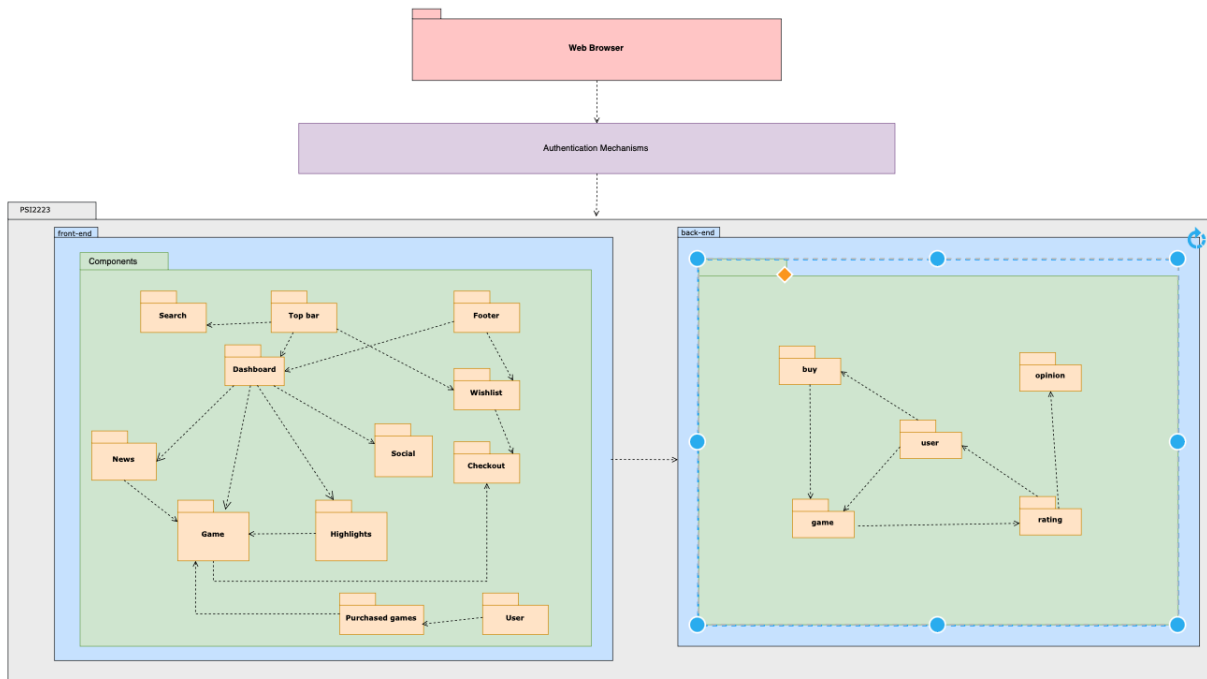 Web Browser
Authentication Mechanisms
PSI2223
front-end
back-end
Components
Search
Top bar
Footer
Dashboard
Wishlist
News
Social
Checkout
Game
Highlights
Purchased games
User
buy
opinion
user
game
rating